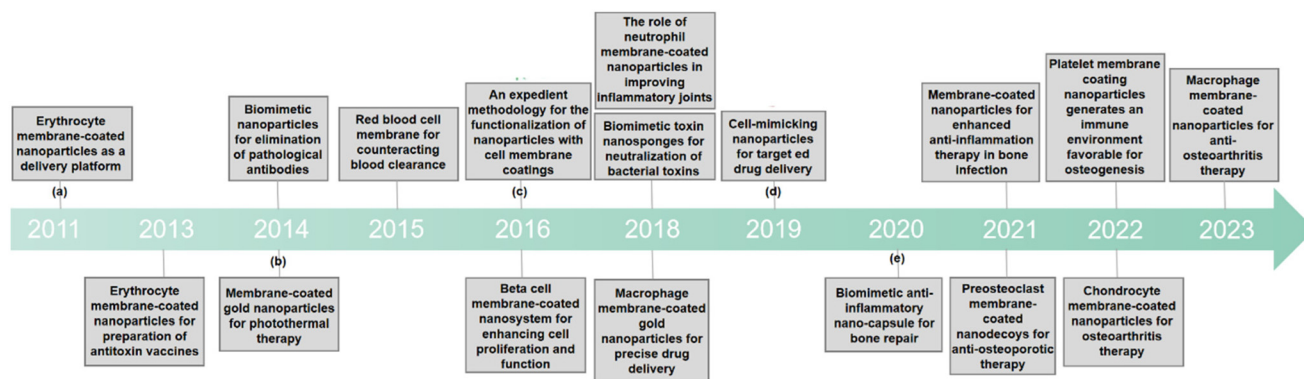 The role of
neutrophil
membrane-coated
nanoparticles in
improving
inflammatory joints
Erythrocyte
membrane-coated
nanoparticles as a
delivery platform
Biomimetic
nanoparticles
for elimination of
pathological
antibodies
Red blood cell
membrane for
counteracting
blood clearance
An expedient
methodology for the
functionalization of
nanoparticles with
cell membrane
coatings
Biomimetic toxin
nanosponges for
neutralization of
bacterial toxins
Cell-mimicking
nanoparticles
for target ed
drug delivery
Membrane-coated
nanoparticles for
enhanced
anti-inflammation
therapy in bone
infection
Platelet membrane
coating
nanoparticles
generates an
immune
environment
favorable for
osteogenesis
Macrophage
membrane-
coated
nanoparticles for
anti-
osteoarthritis
therapy
(a)
(c)
(d)
2011
2013
2014
2015
2016
2018
2019
2020
2021
2022
2023
(b)
(e)
Erythrocyte
membrane-coated
nanoparticles for
preparation of
antitoxin vaccines
Membrane-coated
gold nanoparticles
for photothermal
therapy
Beta cell
membrane-coated
nanosystem for
enhancing cell
proliferation and
function
Macrophage
membrane-coated
gold
nanoparticles for
precise drug
delivery
Biomimetic anti-
inflammatory
nano-capsule for
bone repair
Preosteoclast
membrane-
coated
nanodecoys for
anti-osteoporotic
therapy
Chondrocyte
membrane-coated
nanoparticles for
osteoarthritis
therapy